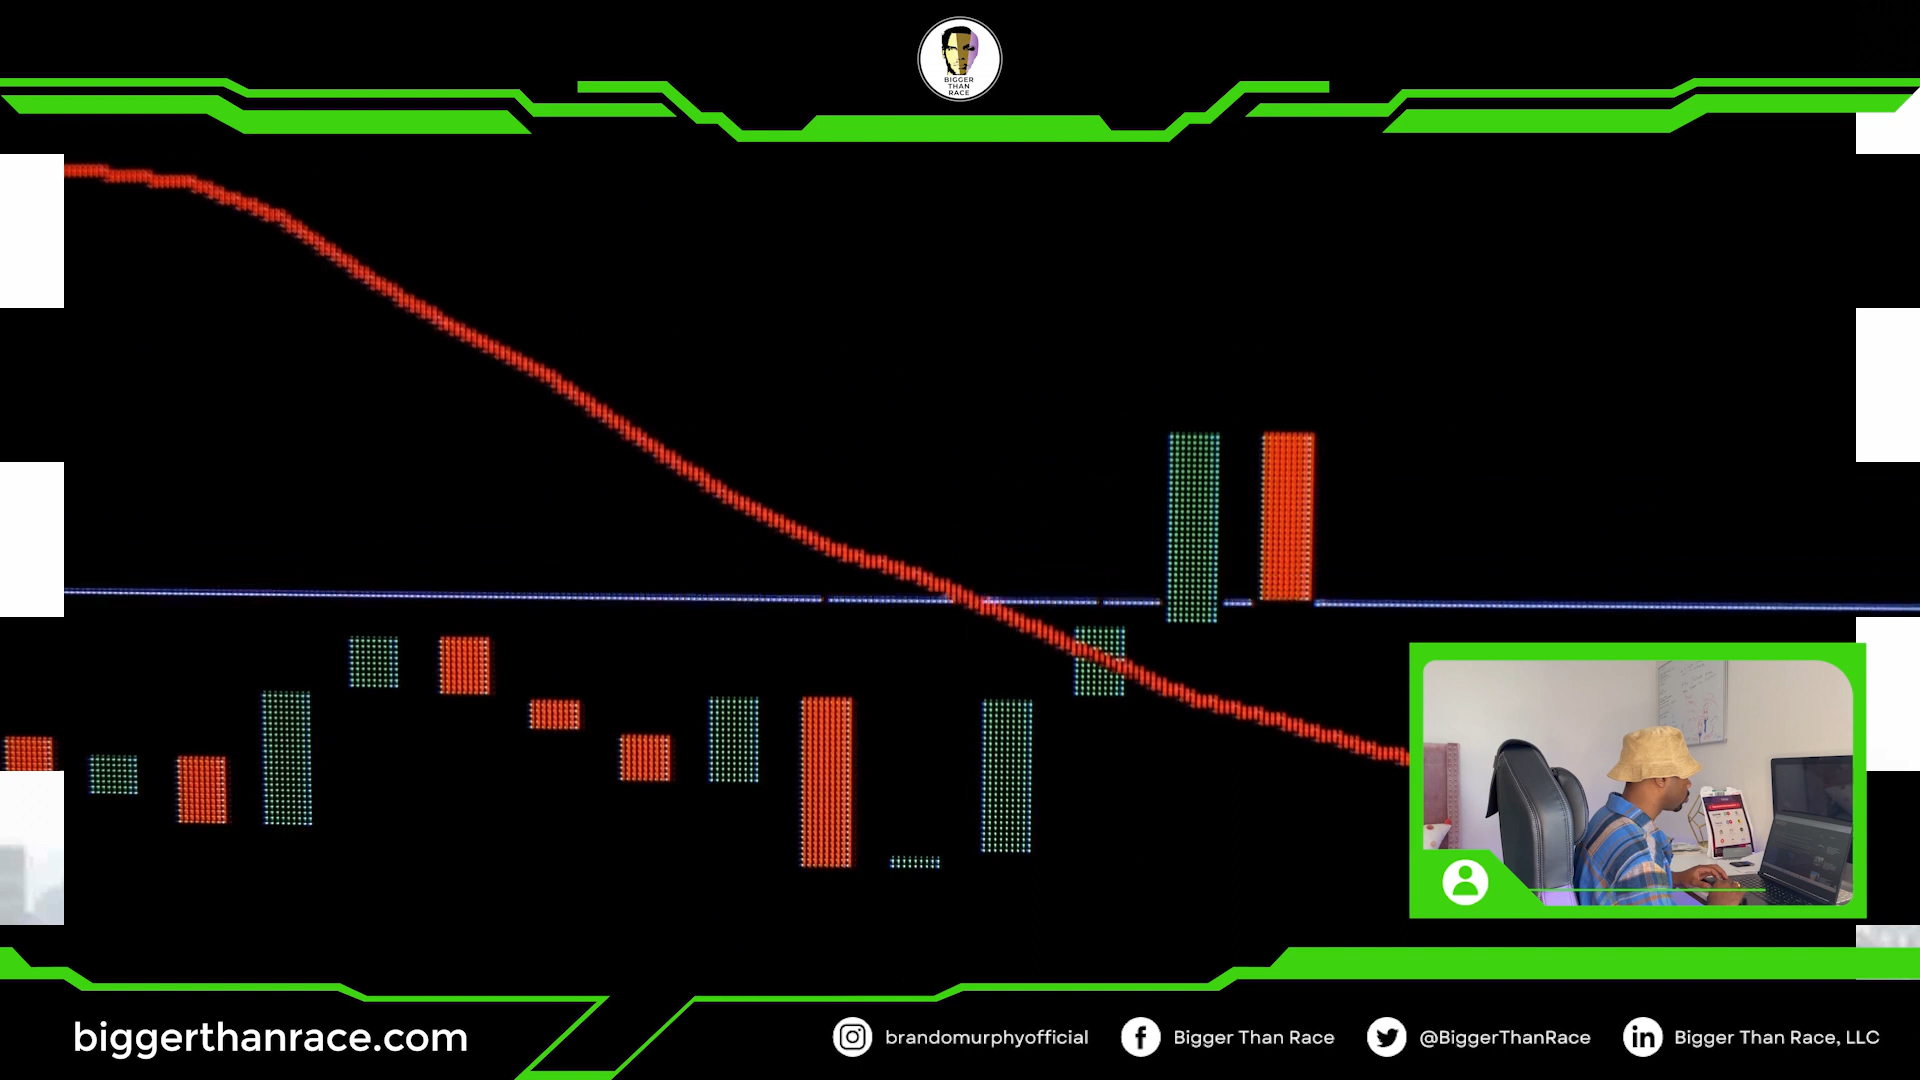 BIGGER
THAN
RACE
biggerthanrace.com
brandomurphyofficial
Bigger Than Race
@BiggerThanRace
Bigger Than Race, LLC